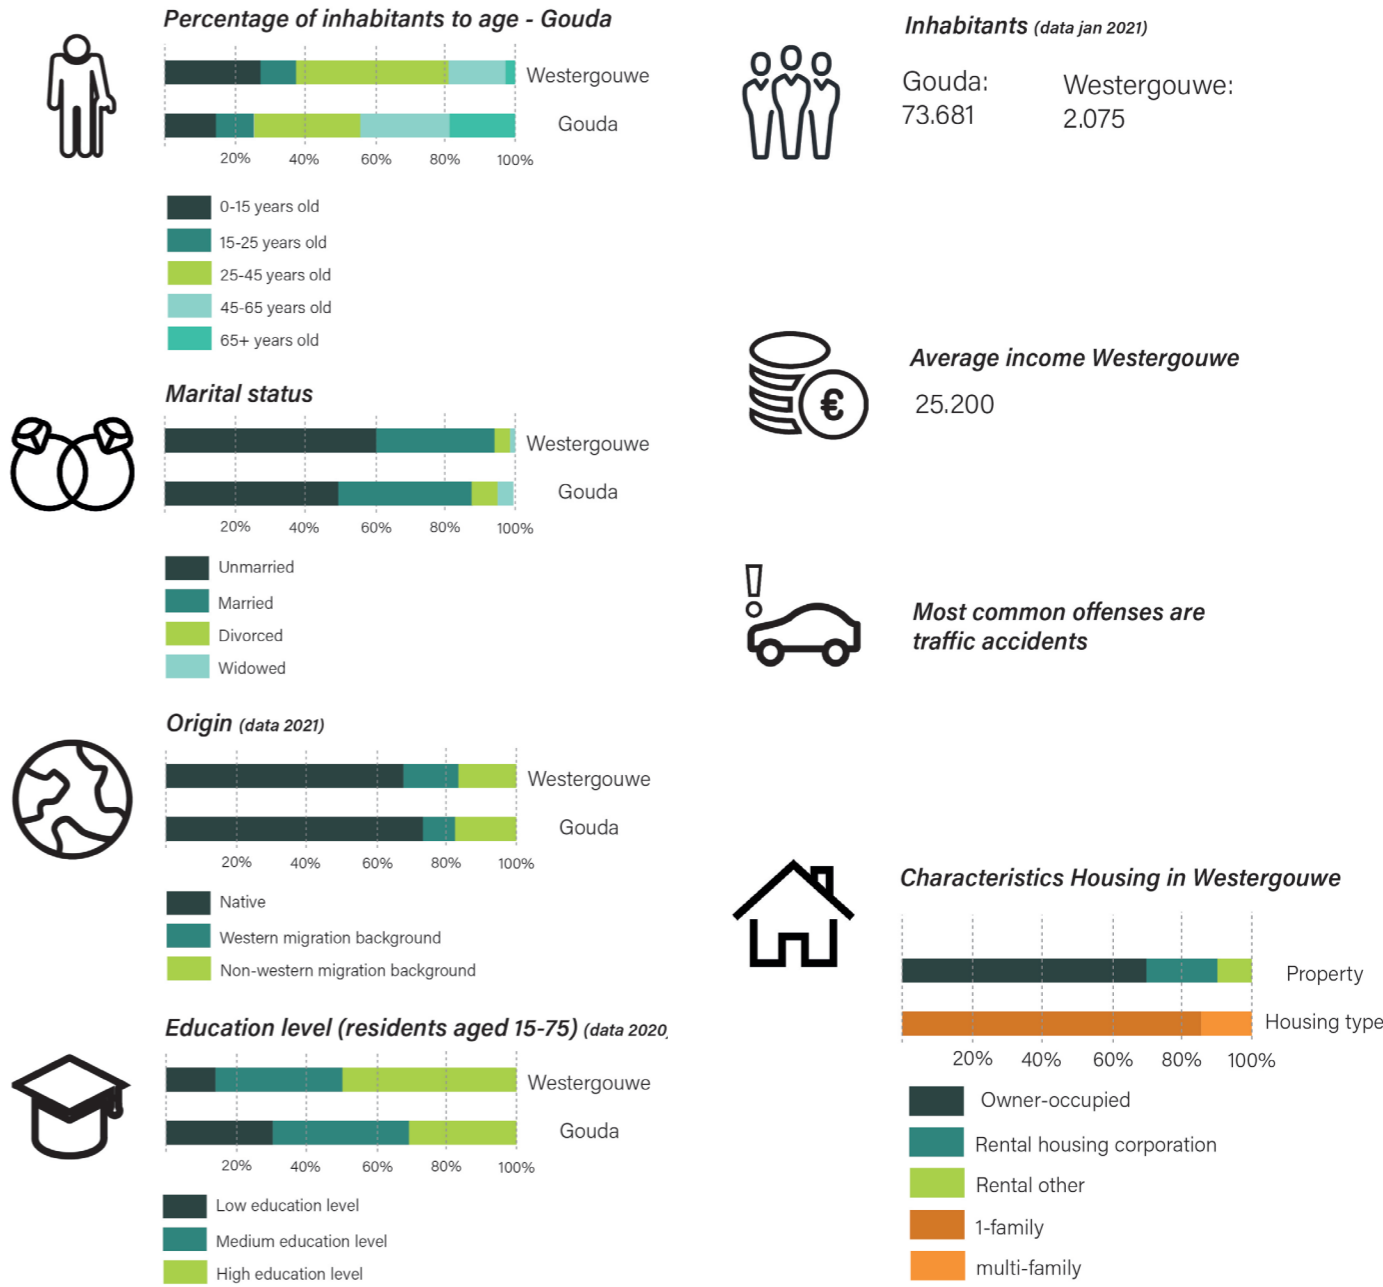 Percentage of inhabitants to age - Gouda
Westergouwe
Gouda
20% 40% 60% 80% 100%
0-15 years old
15-25 years old
25-45 years old
45-65 years old
65+ years old
Marital status
Westergouwe
Gouda
20% 40% 60% 80% 100%
Unmarried
Married
Divorced
Widowed
Origin (data 2021)
Westergouwe
Gouda
20% 40% 60% 80% 100%
Native
Western migration background
Non-western migration background
Education level (residents aged 15-75) (data 2020)
Westergouwe
Gouda
20% 40% 60% 80% 100%
Low education level
Medium education level
High education level
Inhabitants (data jan 2021)
Gouda:
73.681
Westergouwe:
2.075
Average income Westergouwe
€
25.200
!
Most common offenses are
traffic accidents
Characteristics Housing in Westergouwe
Property
Housing type
20% 40% 60% 80% 100%
Owner-occupied
Rental housing corporation
Rental other
1-family
multi-family